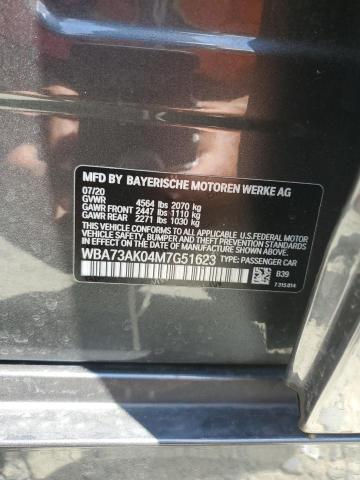 MFD BY BAYERISCHE MOTOREN WERKE AG
07/20
GVWR 4564 lbs 2070 kg
GAWR FRONT 2447 lbs 1110 kg
GAWR REAR 2271 lbs 1030 kg
THIS VEHICLE CONFORMS TO ALL APPLICABLE U.S. FEDERAL MOTOR
VEHICLE SAFETY, BUMPER, AND THEFT PREVENTION STANDARDS
IN EFFECT ON THE DATE OF MANUFACTURE SHOWN ABOVE.
WBA73AK04M7G51623 TYPE: PASSENGER CAR
B39
7 315 814